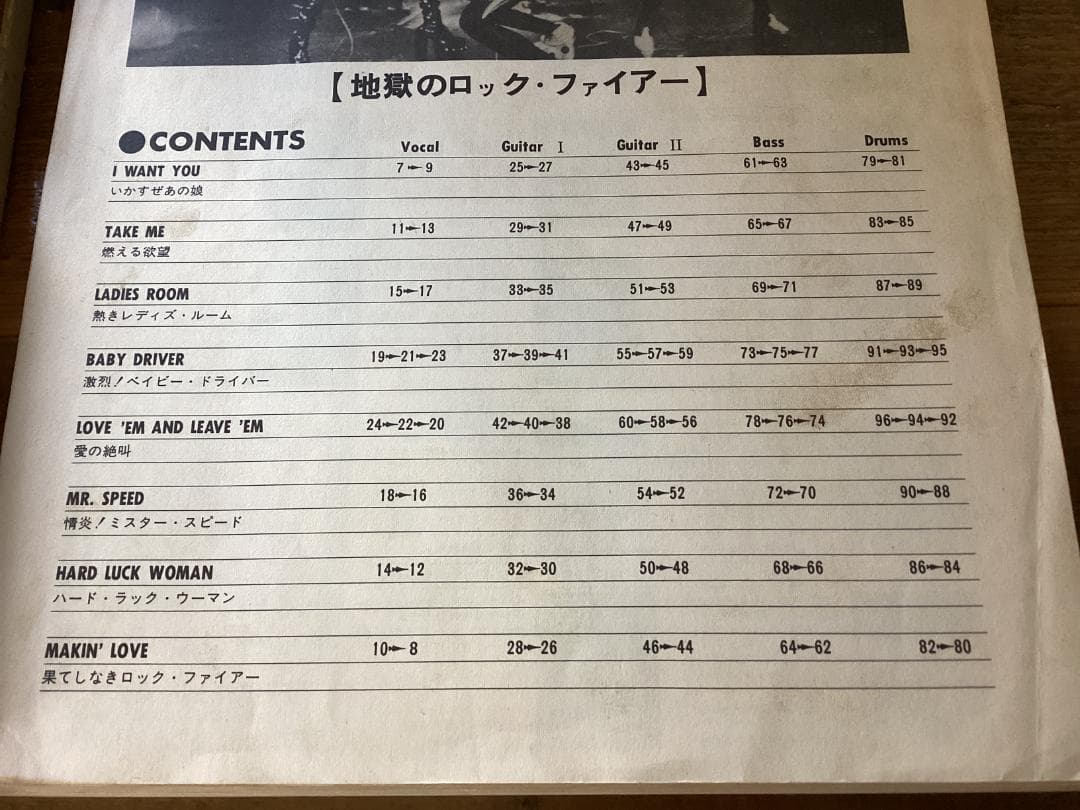 【地獄のロック・ファイアー】
●CONTENTS Vocal Guitar I Guitar II Bass Drums
I WANT YOU 7➛9 25➛27 43➛45 61➛63 79➛81
いかすぜあの娘
TAKE ME 11➛13 29➛31 47➛49 65➛67 83➛85
燃える欲望
LADIES ROOM 15➛17 33➛35 51➛53 69➛71 87➛89
熱きレディズ・ルーム
BABY DRIVER 19➛21➛23 37➛39➛41 55➛57➛59 73➛75➛77 91➛93➛95
激烈!ベイビー・ドライバー
LOVE 'EM AND LEAVE 'EM 24➛22➛20 42➛40➛38 60➛58➛56 78➛76➛74 96➛94➛92
愛の絶叫
MR. SPEED 18➛16 36➛34 54➛52 72➛70 90➛88
情炎!ミスター・スピード
HARD LUCK WOMAN 14➛12 32➛30 50➛48 68➛66 86➛84
ハード・ラック・ウーマン
MAKIN' LOVE 10➛8 28➛26 46➛44 64➛62 82➛80
果てしなきロック・ファイアー